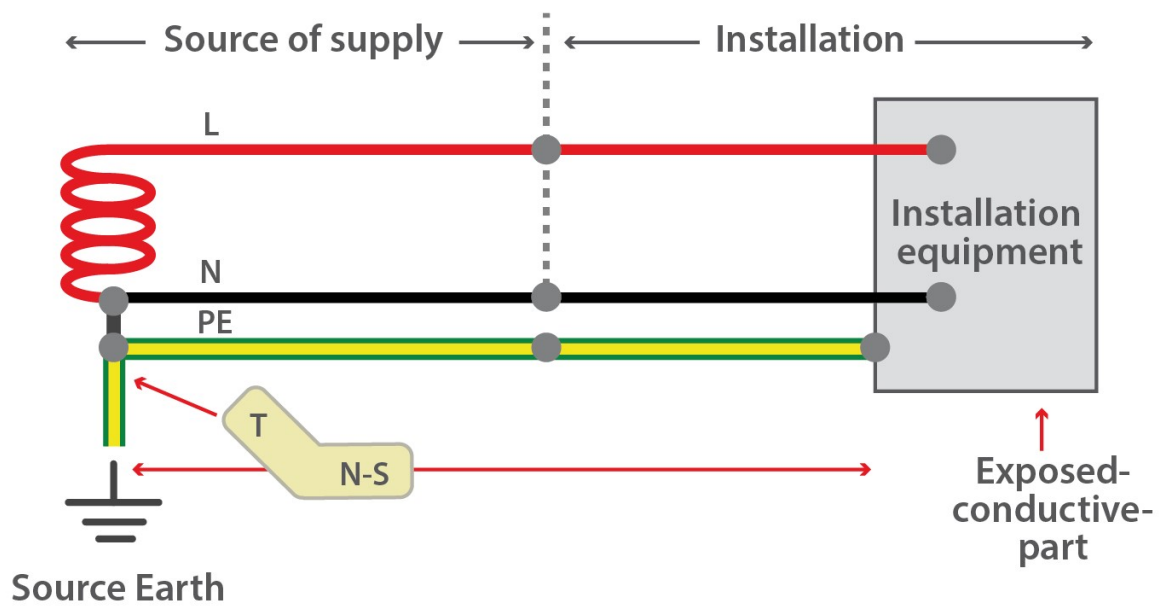 Source of supply
Installation
L
Installation
equipment
N
PE
T
N-S
Exposed-
conductive-
part
Source Earth